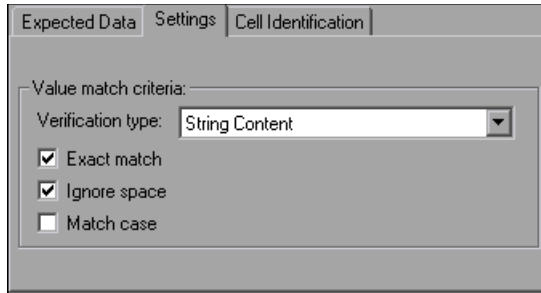 Expected Data Settings Cell Identification
Value match criteria:
Verification type: String Content
Exact match
Ignore space
Match case